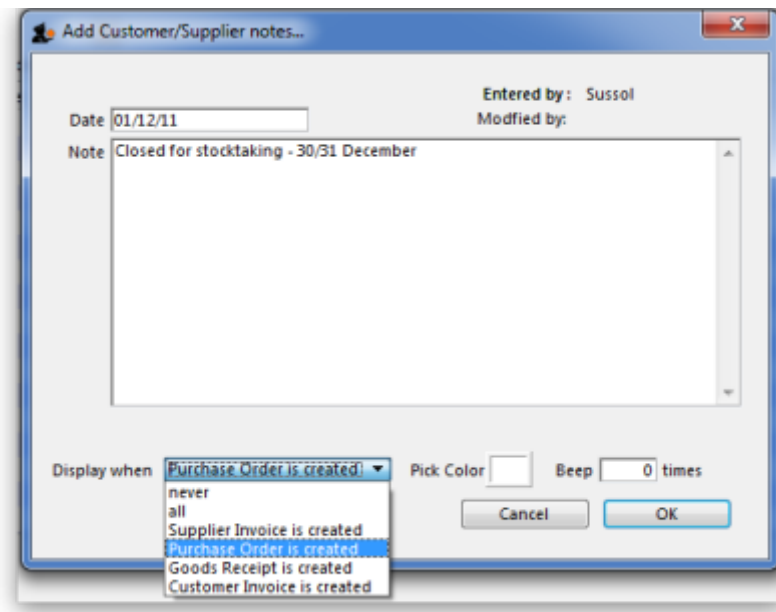 Add Customer/Supplier notes...
Entered by: Sussol
Date 01/12/11
Modfied by:
Note Closed for stocktaking - 30/31 December
Display when Purchase Order is created Pick Color Beep 0 times
never
all
Supplier Invoice is created
Purchase Order is created
Goods Receipt is created
Customer Invoice is created
Cancel OK